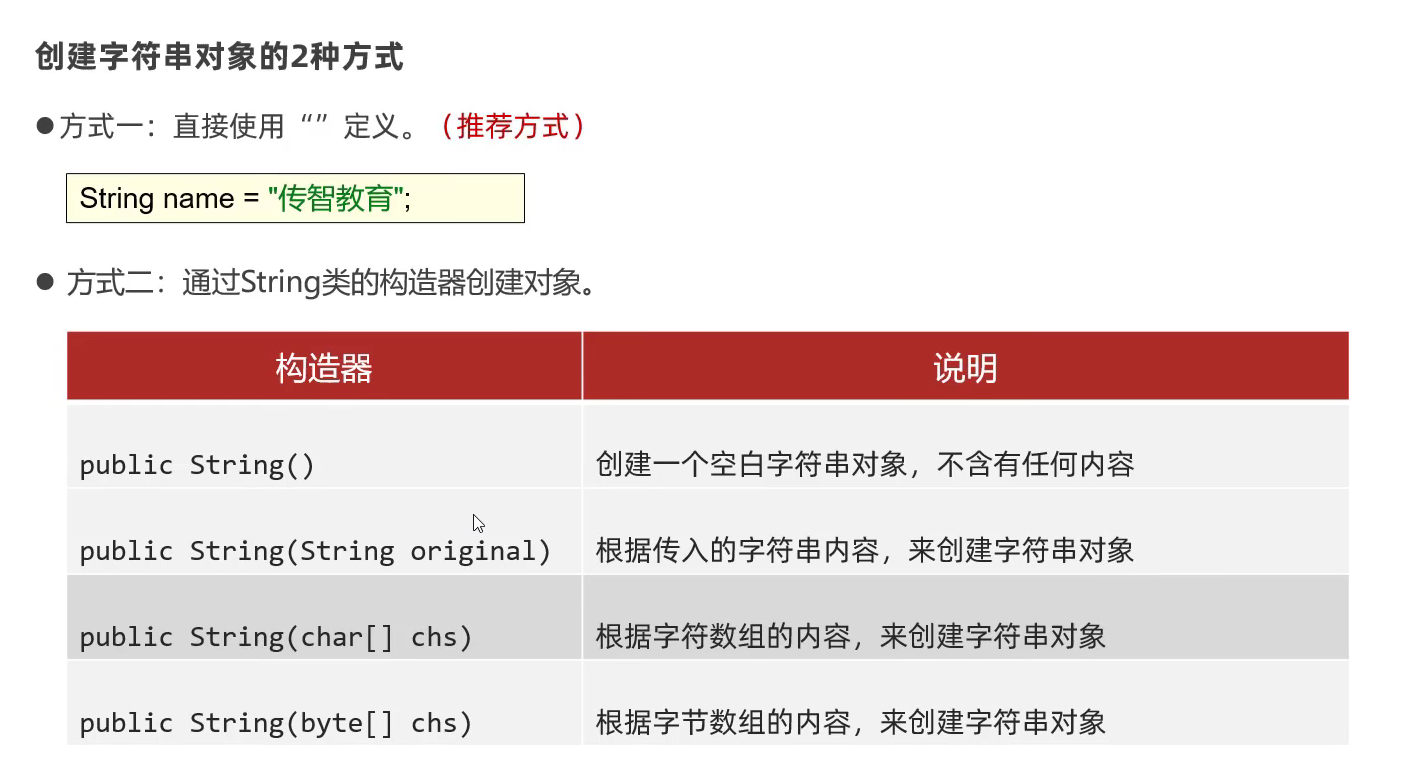 创建字符串对象的2种方式
●方式一：直接使用“”定义。（推荐方式）
String name = "传智教育";
● 方式二：通过String类的构造器创建对象。
构造器 说明
public String() 创建一个空白字符串对象，不含有任何内容
public String(String original) 根据传入的字符串内容，来创建字符串对象
public String(char[] chs) 根据字符数组的内容，来创建字符串对象
public String(byte[] chs) 根据字节数组的内容，来创建字符串对象